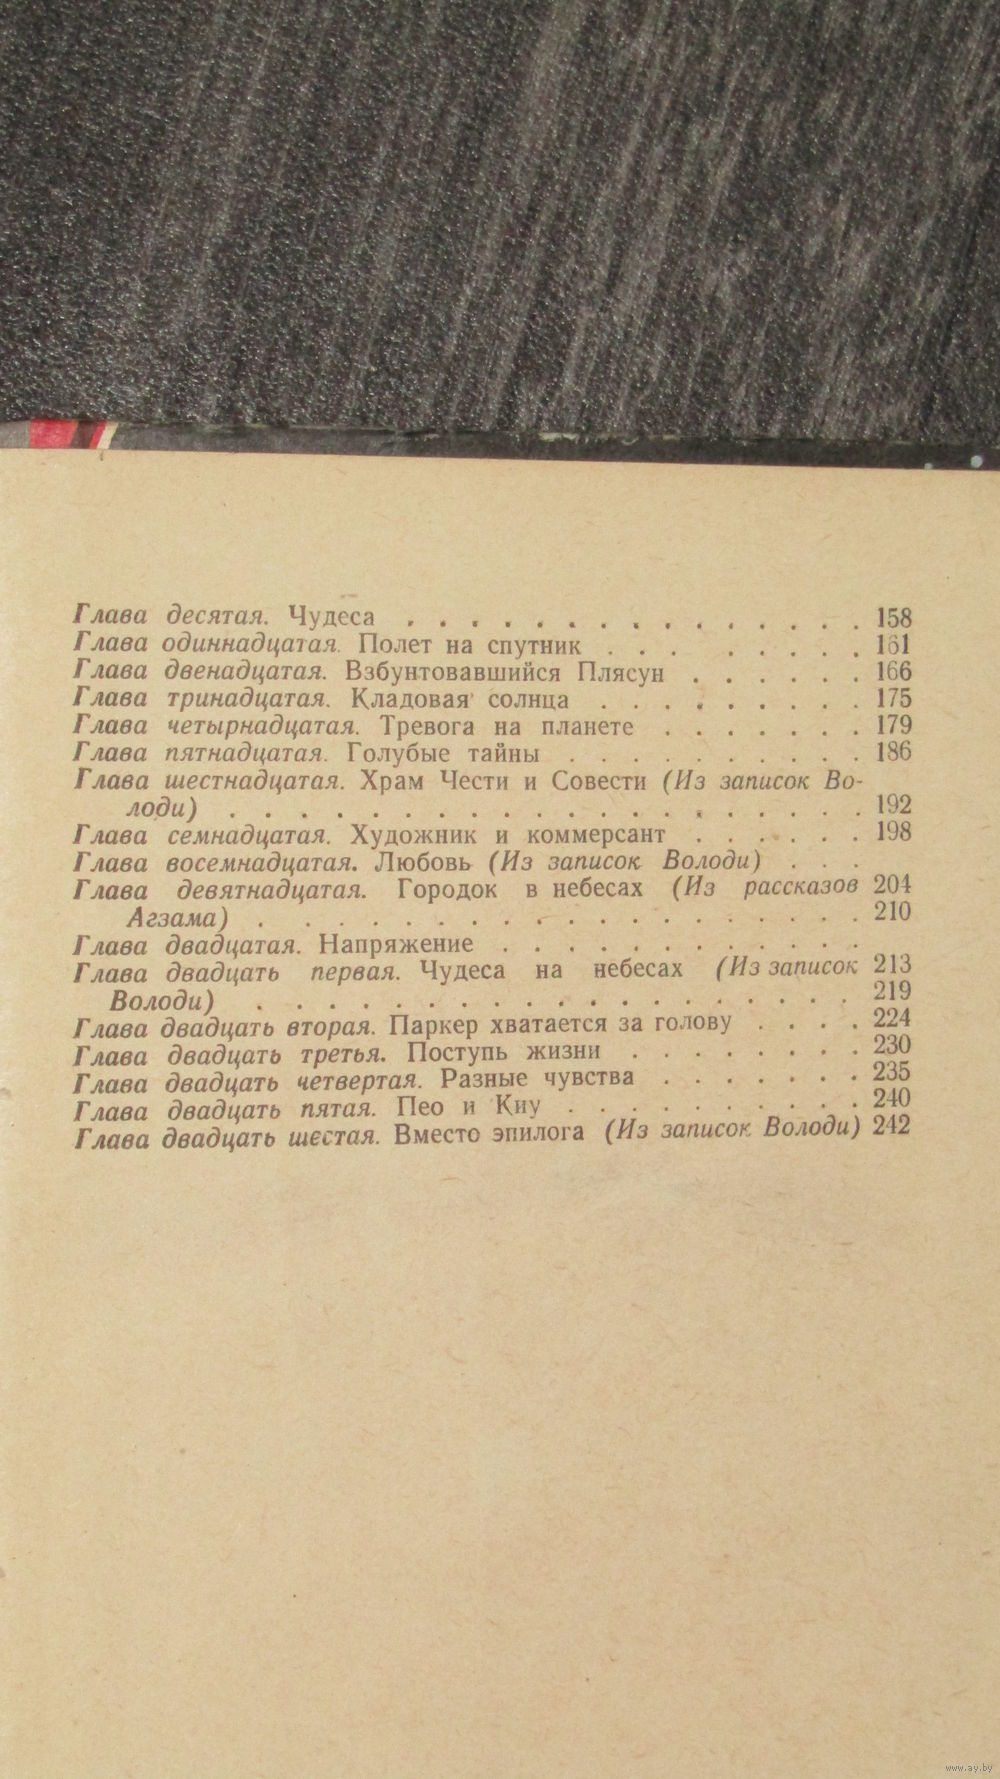 Глава десятая. Чудеса . . . . . . . . . . . . . . . 158
Глава одиннадцатая. Полет на спутник . . . . . . . . 161
Глава двенадцатая. Взбунтовавшийся Плясун . . . . . . 166
Глава тринадцатая. Кладовая солнца . . . . . . . . . 175
Глава четырнадцатая. Тревога на планете . . . . . . . 179
Глава пятнадцатая. Голубые тайны . . . . . . . . . . 186
Глава шестнадцатая. Храм Чести и Совести (Из записок Во-
лоди) . . . . . . . . . . . . . . . . . . 192
Глава семнадцатая. Художник и коммерсант . . . . . . 198
Глава восемнадцатая. Любовь (Из записок Володи) . . .
Глава девятнадцатая. Городок в небесах (Из рассказов 204
Агзама) . . . . . . . . . . . . . . . . . 210
Глава двадцатая. Напряжение . . . . . . . . . . . .
Глава двадцать первая. Чудеса на небесах (Из записок 213
Володи) . . . . . . . . . . . . . . . . . 219
Глава двадцать вторая. Паркер хватается за голову . . . . 224
Глава двадцать третья. Поступь жизни . . . . . . . . 230
Глава двадцать четвертая. Разные чувства . . . . . . . 235
Глава двадцать пятая. Пео и Киу . . . . . . . . . . 240
Глава двадцать шестая. Вместо эпилога (Из записок Володи) 242
www.ay.by